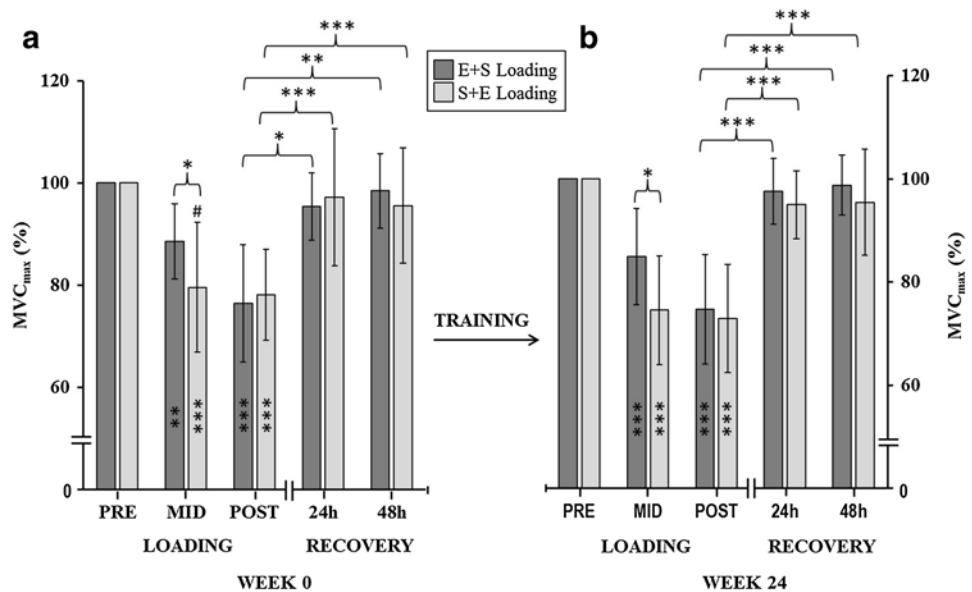 a
b
***
***
**
***
***
***
*
***
E+S Loading
S+E Loading
120
100
80
60
0
MVCmax (%)
*
#
**
***
***
***
TRAINING
*
***
***
***
***
120
100
80
60
0
MVCmax (%)
PRE MID POST 24h 48h
LOADING RECOVERY
WEEK 0
PRE MID POST 24h 48h
LOADING RECOVERY
WEEK 24